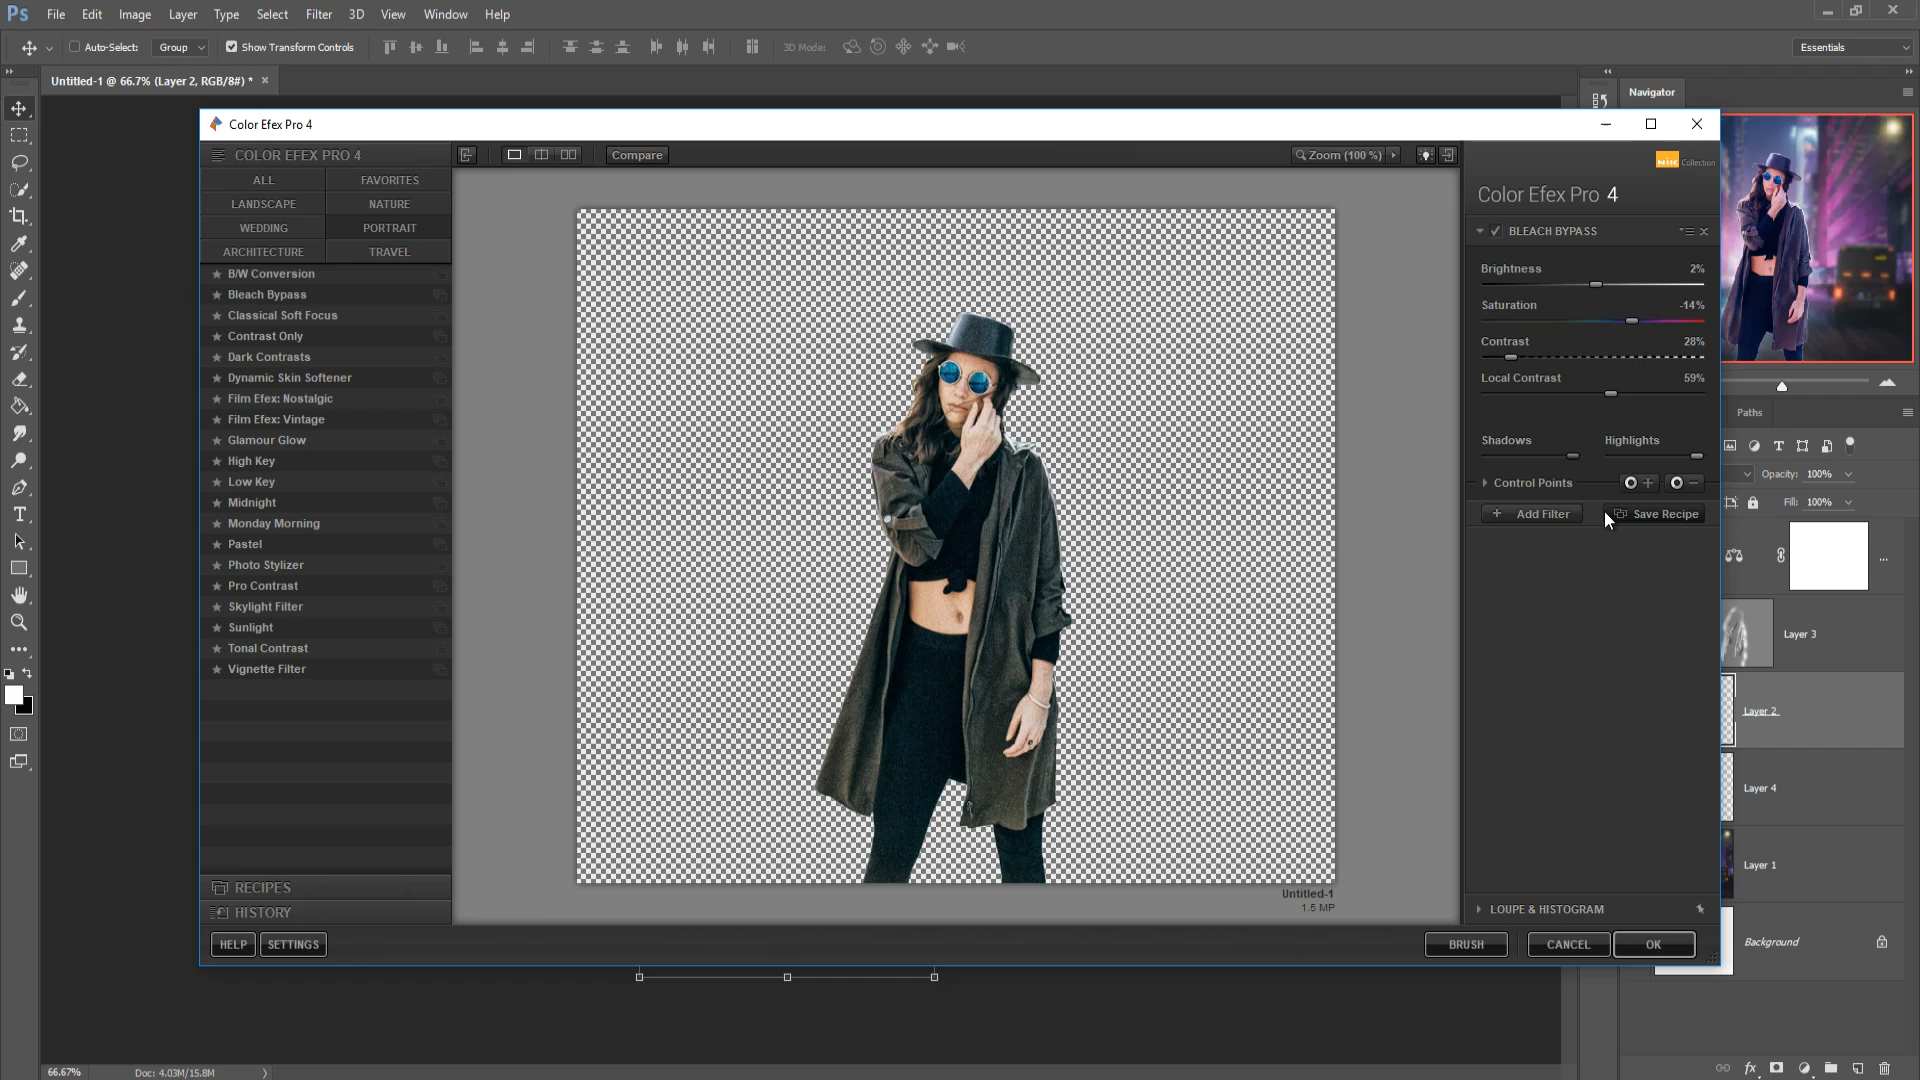 Ps File Edit Image Layer Type Select Filter 3D View Window Help
Auto-Select: Group Show Transform Controls 3D Mode: Essentials
Untitled-1 @ 66.7% (Layer 2, RGB/8#) * ×
Navigator
Color Efex Pro 4
COLOR EFEX PRO 4
Compare
Zoom (100 %)
ALL FAVORITES
LANDSCAPE NATURE
WEDDING PORTRAIT
ARCHITECTURE TRAVEL
B/W Conversion
Bleach Bypass
Classical Soft Focus
Contrast Only
Dark Contrasts
Dynamic Skin Softener
Film Efex: Nostalgic
Film Efex: Vintage
Glamour Glow
High Key
Low Key
Midnight
Monday Morning
Pastel
Photo Stylizer
Pro Contrast
Skylight Filter
Sunlight
Tonal Contrast
Vignette Filter
RECIPES
HISTORY
HELP SETTINGS
Untitled-1
1.5 MP
Nik Collection
Color Efex Pro 4
BLEACH BYPASS
Brightness 2%
Saturation -14%
Contrast 28%
Local Contrast 59%
Shadows Highlights
Control Points
+ Add Filter Save Recipe
LOUPE & HISTOGRAM
BRUSH CANCEL OK
Paths
Opacity: 100%
Fill: 100%
Layer 3
Layer 2
Layer 4
Layer 1
Background
fx
66.67% Doc: 4.03M/15.8M